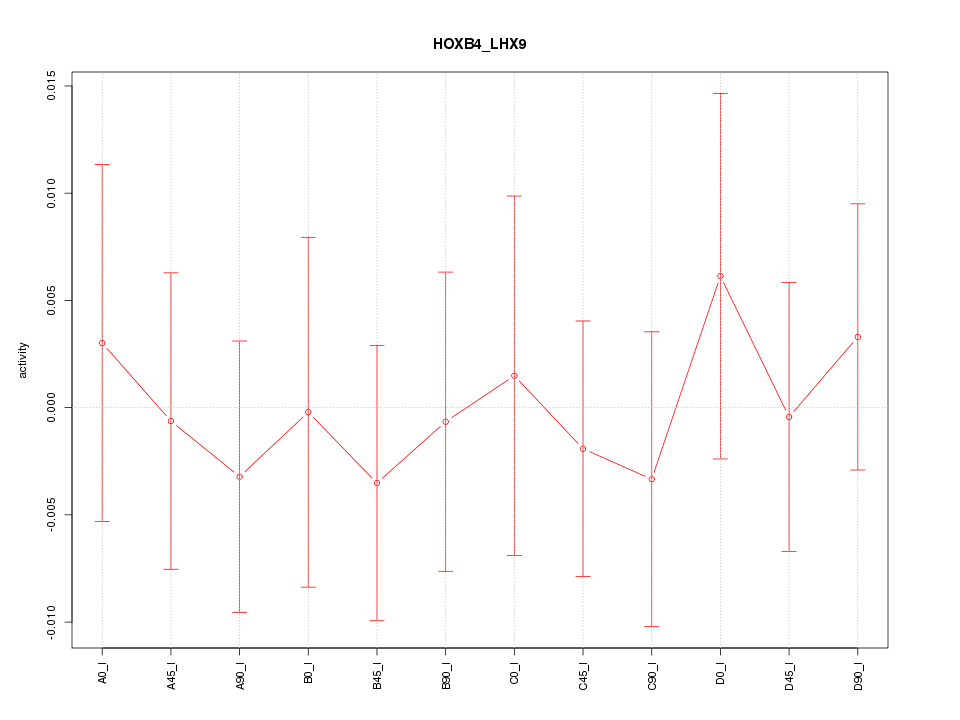 HOXB4_LHX9
activity
0.015
0.010
0.005
0.000
-0.005
-0.010
A0_I
A45_I
A90_I
B0_I
B45_I
B90_I
C0_I
C45_I
C90_I
D0_I
D45_I
D90_I